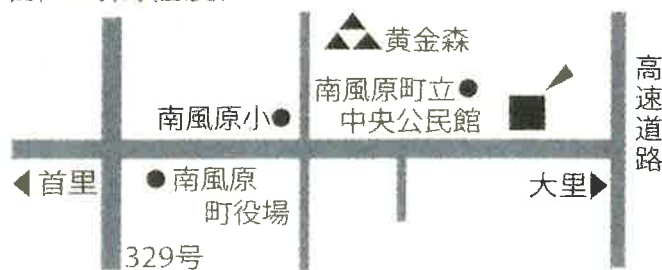 黄金森
南風原町立
中央公民館
南風原小
高速道路
首里
南風原
町役場
大里
329号